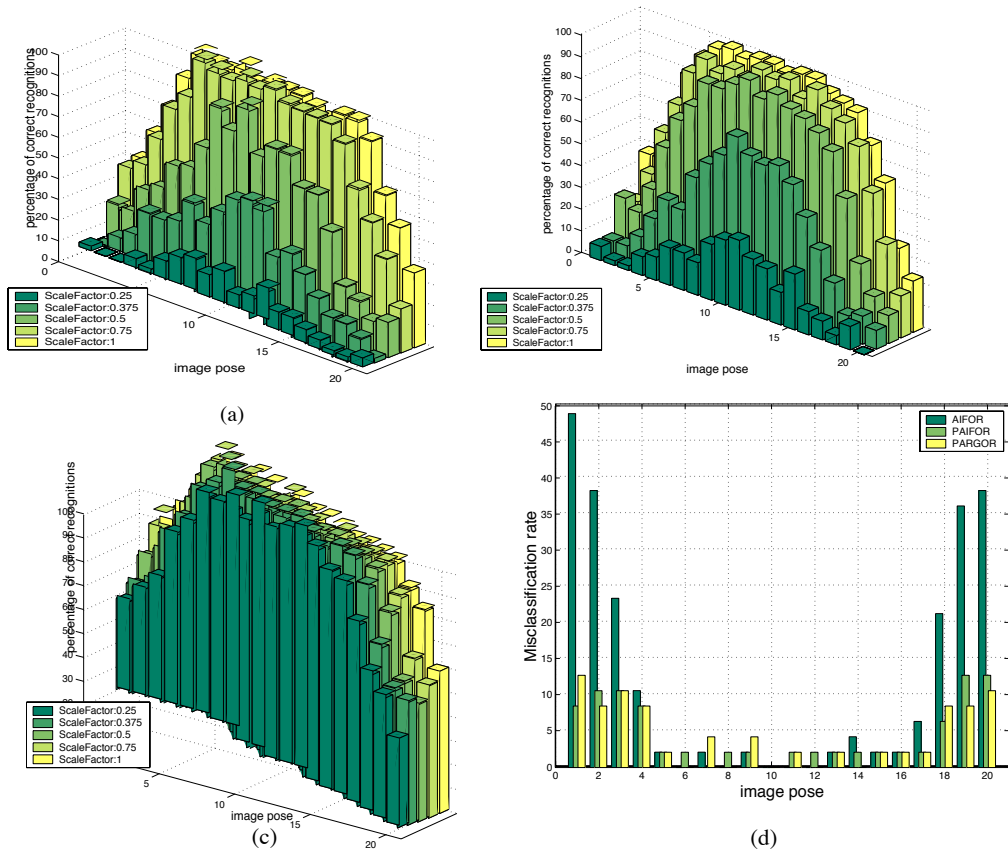 100
90
80
70
60
50
40
30
20
10
0
percentage of correct recognitions
0
10
15
20
image pose
ScaleFactor:0.25
ScaleFactor:0.375
ScaleFactor:0.5
ScaleFactor:0.75
ScaleFactor:1
(a)
100
90
80
70
60
50
40
30
20
10
0
percentage of correct recognitions
0
5
10
15
20
image pose
ScaleFactor:0.25
ScaleFactor:0.375
ScaleFactor:0.5
ScaleFactor:0.75
ScaleFactor:1
100
90
80
70
60
50
40
30
percentage of correct recognitions
5
10
15
20
image pose
ScaleFactor:0.25
ScaleFactor:0.375
ScaleFactor:0.5
ScaleFactor:0.75
ScaleFactor:1
(c)
50
45
40
35
30
25
20
15
10
5
0
Misclassification rate
AIFOR
PAIFOR
PARGOR
0 2 4 6 8 10 12 14 16 18 20
image pose
(d)